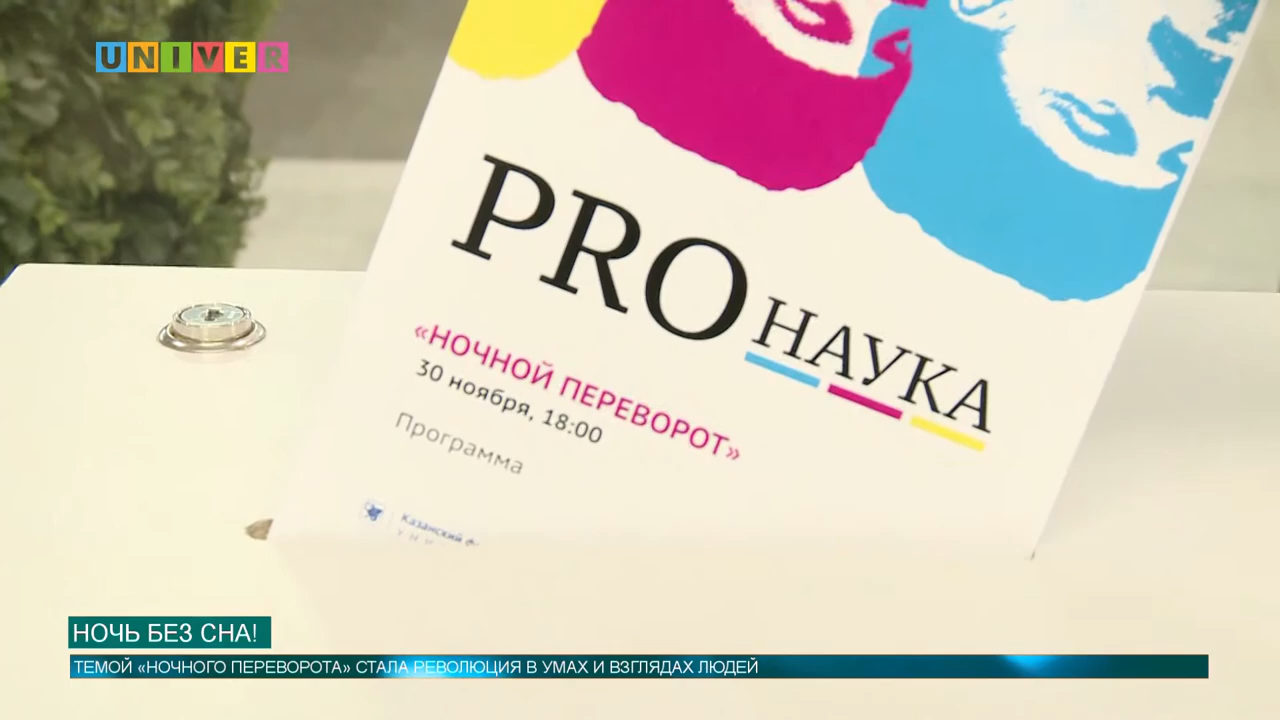 UNIVER
PRO НАУКА
«НОЧНОЙ ПЕРЕВОРОТ»
30 ноября, 18:00
Программа
Казанский
НОЧЬ БЕЗ СНА!
ТЕМОЙ «НОЧНОГО ПЕРЕВОРОТА» СТАЛА РЕВОЛЮЦИЯ В УМАХ И ВЗГЛЯДАХ ЛЮДЕЙ